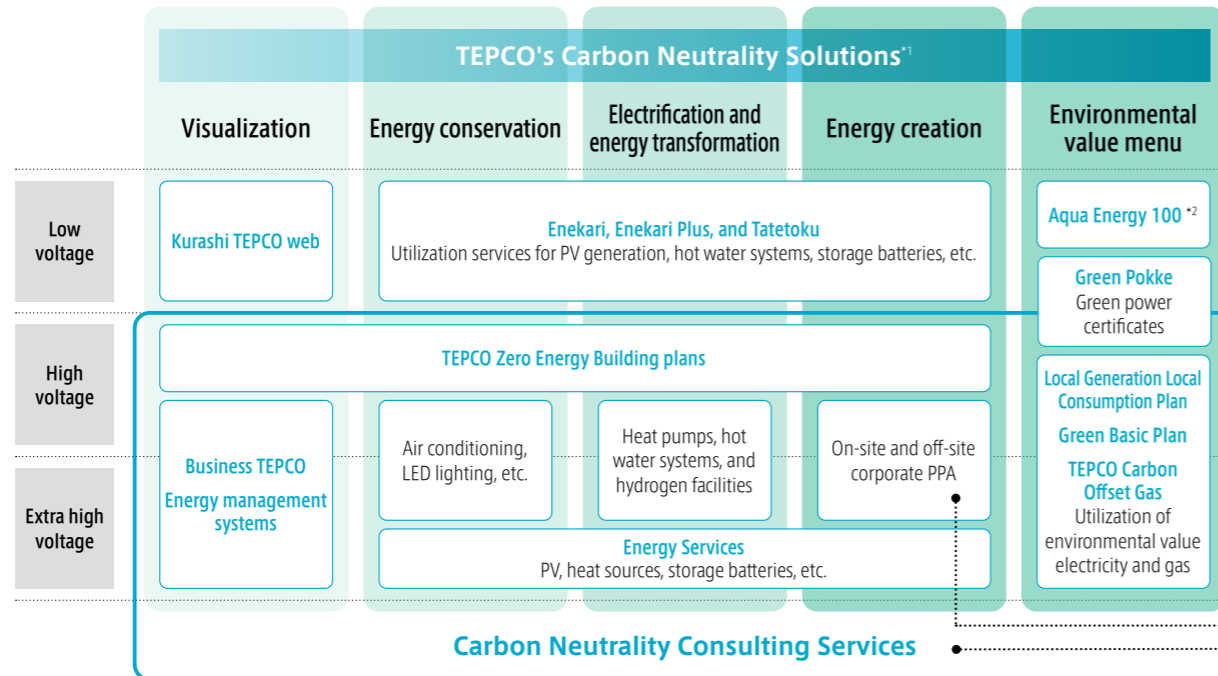 TEPCO's Carbon Neutrality Solutions*1
Visualization
Energy conservation
Electrification and
energy transformation
Energy creation
Environmental
value menu
Low
voltage
Kurashi TEPCO web
Enekari, Enekari Plus, and Tatetoku
Utilization services for PV generation, hot water systems, storage batteries, etc.
Aqua Energy 100 *2
Green Pokke
Green power
certificates
High
voltage
TEPCO Zero Energy Building plans
Local Generation Local
Consumption Plan
Green Basic Plan
TEPCO Carbon
Offset Gas
Utilization of
environmental value
electricity and gas
Business TEPCO
Energy management
systems
Air conditioning,
LED lighting, etc.
Heat pumps, hot
water systems, and
hydrogen facilities
On-site and off-site
corporate PPA
Extra high
voltage
Energy Services
PV, heat sources, storage batteries, etc.
Carbon Neutrality Consulting Services